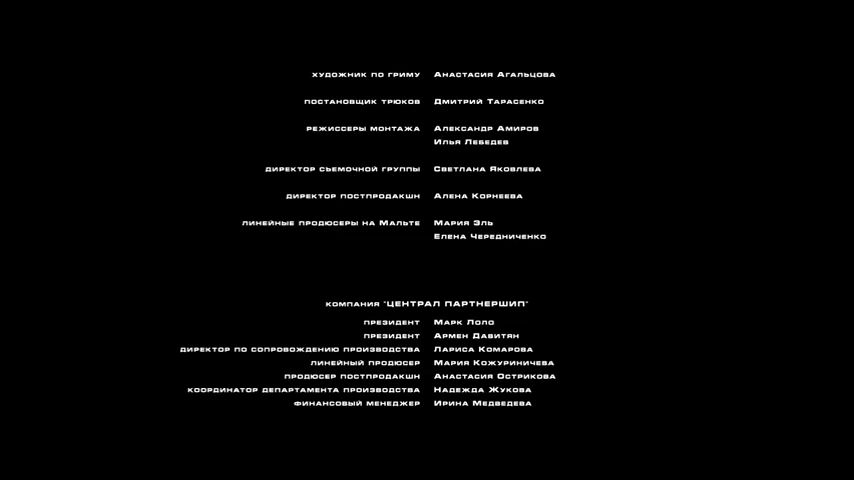 художник по гриму Анастасия Агальцова
постановщик трюков Дмитрий Тарасенко
режиссеры монтажа Александр Амиров
Илья Лебедев
директор съемочной группы Светлана Яковлева
директор постпродакшн Алена Корнеева
линейные продюсеры на Мальте Мария Эль
Елена Чередниченко
компания "ЦЕНТРАЛ ПАРТНЕРШИП"
президент Марк Лоло
президент Армен Давитян
директор по сопровождению производства Лариса Комарова
линейный продюсер Мария Кожуриничева
продюсер постпродакшн Анастасия Острикова
координатор департамента производства Надежда Жукова
финансовый менеджер Ирина Медведева